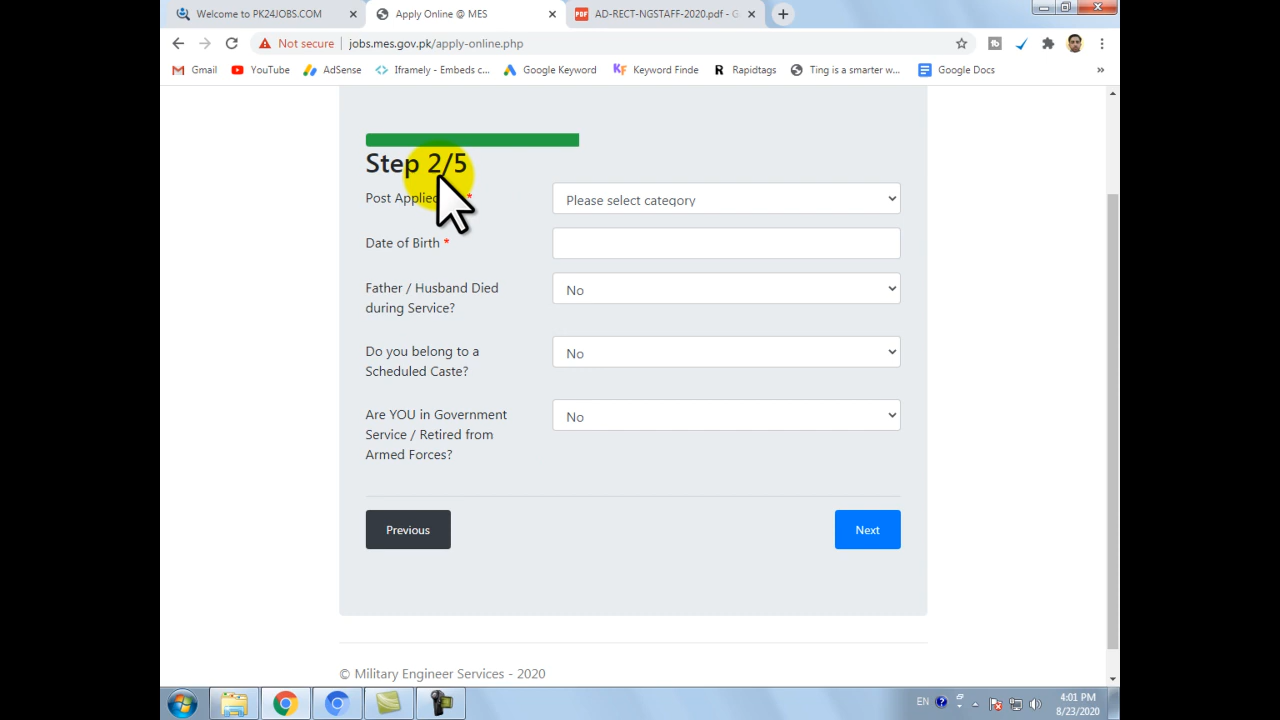 Welcome to PK24JOBS.COM
Apply Online @ MES
AD-RECT-NGSTAFF-2020.pdf - G
Not secure
jobs.mes.gov.pk/apply-online.php
Gmail
YouTube
AdSense
Iframely - Embeds c...
Google Keyword
Keyword Finde
Rapidtags
Ting is a smarter w...
Google Docs
»
Step 2/5
Post Applied *
Please select category
Date of Birth *
Father / Husband Died
during Service?
No
Do you belong to a
Scheduled Caste?
No
Are YOU in Government
Service / Retired from
Armed Forces?
No
Previous
Next
© Military Engineer Services - 2020
EN
4:01 PM
8/23/2020